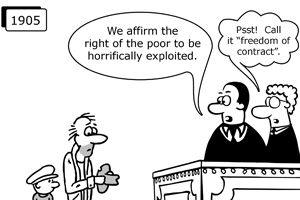 1905
We affirm the
right of the poor to be
horrifically exploited.
Psst! Call
it "freedom of
contract".